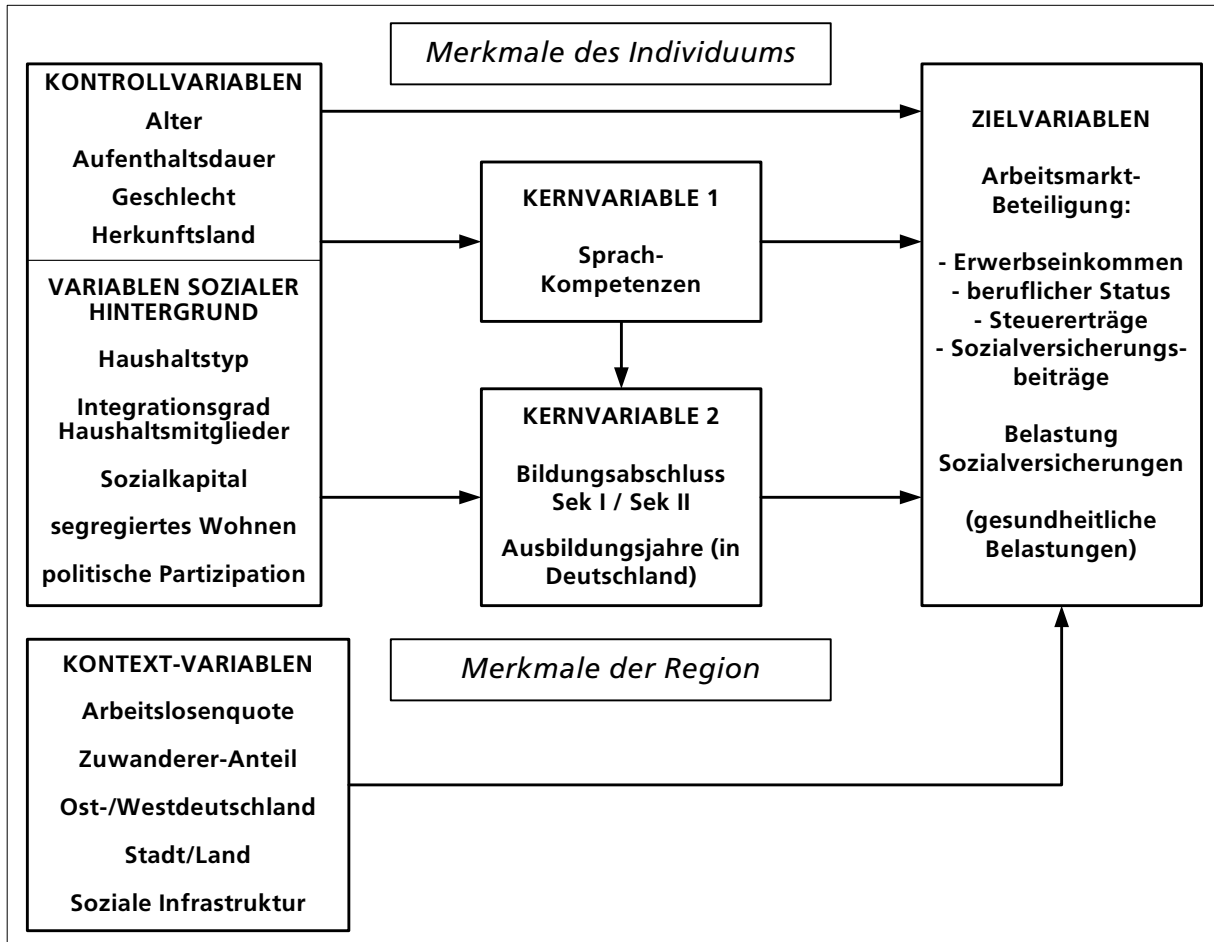 Merkmale des Individuums
KONTROLLVARIABLEN
Alter
Aufenthaltsdauer
Geschlecht
Herkunftsland
VARIABLEN SOZIALER
HINTERGRUND
Haushaltstyp
Integrationsgrad
Haushaltsmitglieder
Sozialkapital
segregiertes Wohnen
politische Partizipation
KERNVARIABLE 1
Sprach-
Kompetenzen
KERNVARIABLE 2
Bildungsabschluss
Sek I / Sek II
Ausbildungsjahre (in
Deutschland)
ZIELVARIABLEN
Arbeitsmarkt-
Beteiligung:
- Erwerbseinkommen
- beruflicher Status
- Steuererträge
- Sozialversicherungs-
beiträge
Belastung
Sozialversicherungen
(gesundheitliche
Belastungen)
Merkmale der Region
KONTEXT-VARIABLEN
Arbeitslosenquote
Zuwanderer-Anteil
Ost-/Westdeutschland
Stadt/Land
Soziale Infrastruktur